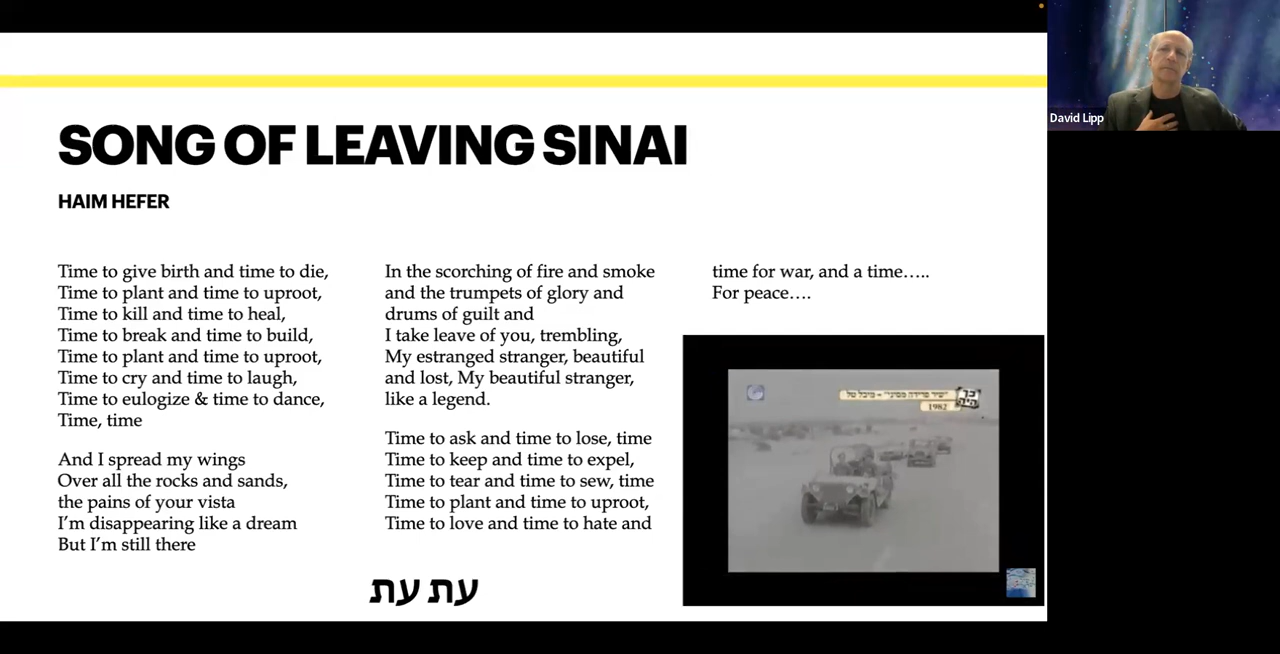 SONG OF LEAVING SINAI
HAIM HEFER
Time to give birth and time to die,
Time to plant and time to uproot,
Time to kill and time to heal,
Time to break and time to build,
Time to plant and time to uproot,
Time to cry and time to laugh,
Time to eulogize & time to dance,
Time, time
And I spread my wings
Over all the rocks and sands,
the pains of your vista
I’m disappearing like a dream
But I’m still there
In the scorching of fire and smoke
and the trumpets of glory and
drums of guilt and
I take leave of you, trembling,
My estranged stranger, beautiful
and lost, My beautiful stranger,
like a legend.
Time to ask and time to lose, time
Time to keep and time to expel,
Time to tear and time to sew, time
Time to plant and time to uproot,
Time to love and time to hate and
time for war, and a time…..
For peace….
עת עת
"שיר פרידה מסיני" - מיכל טל
1982
כך
היה
David Lipp